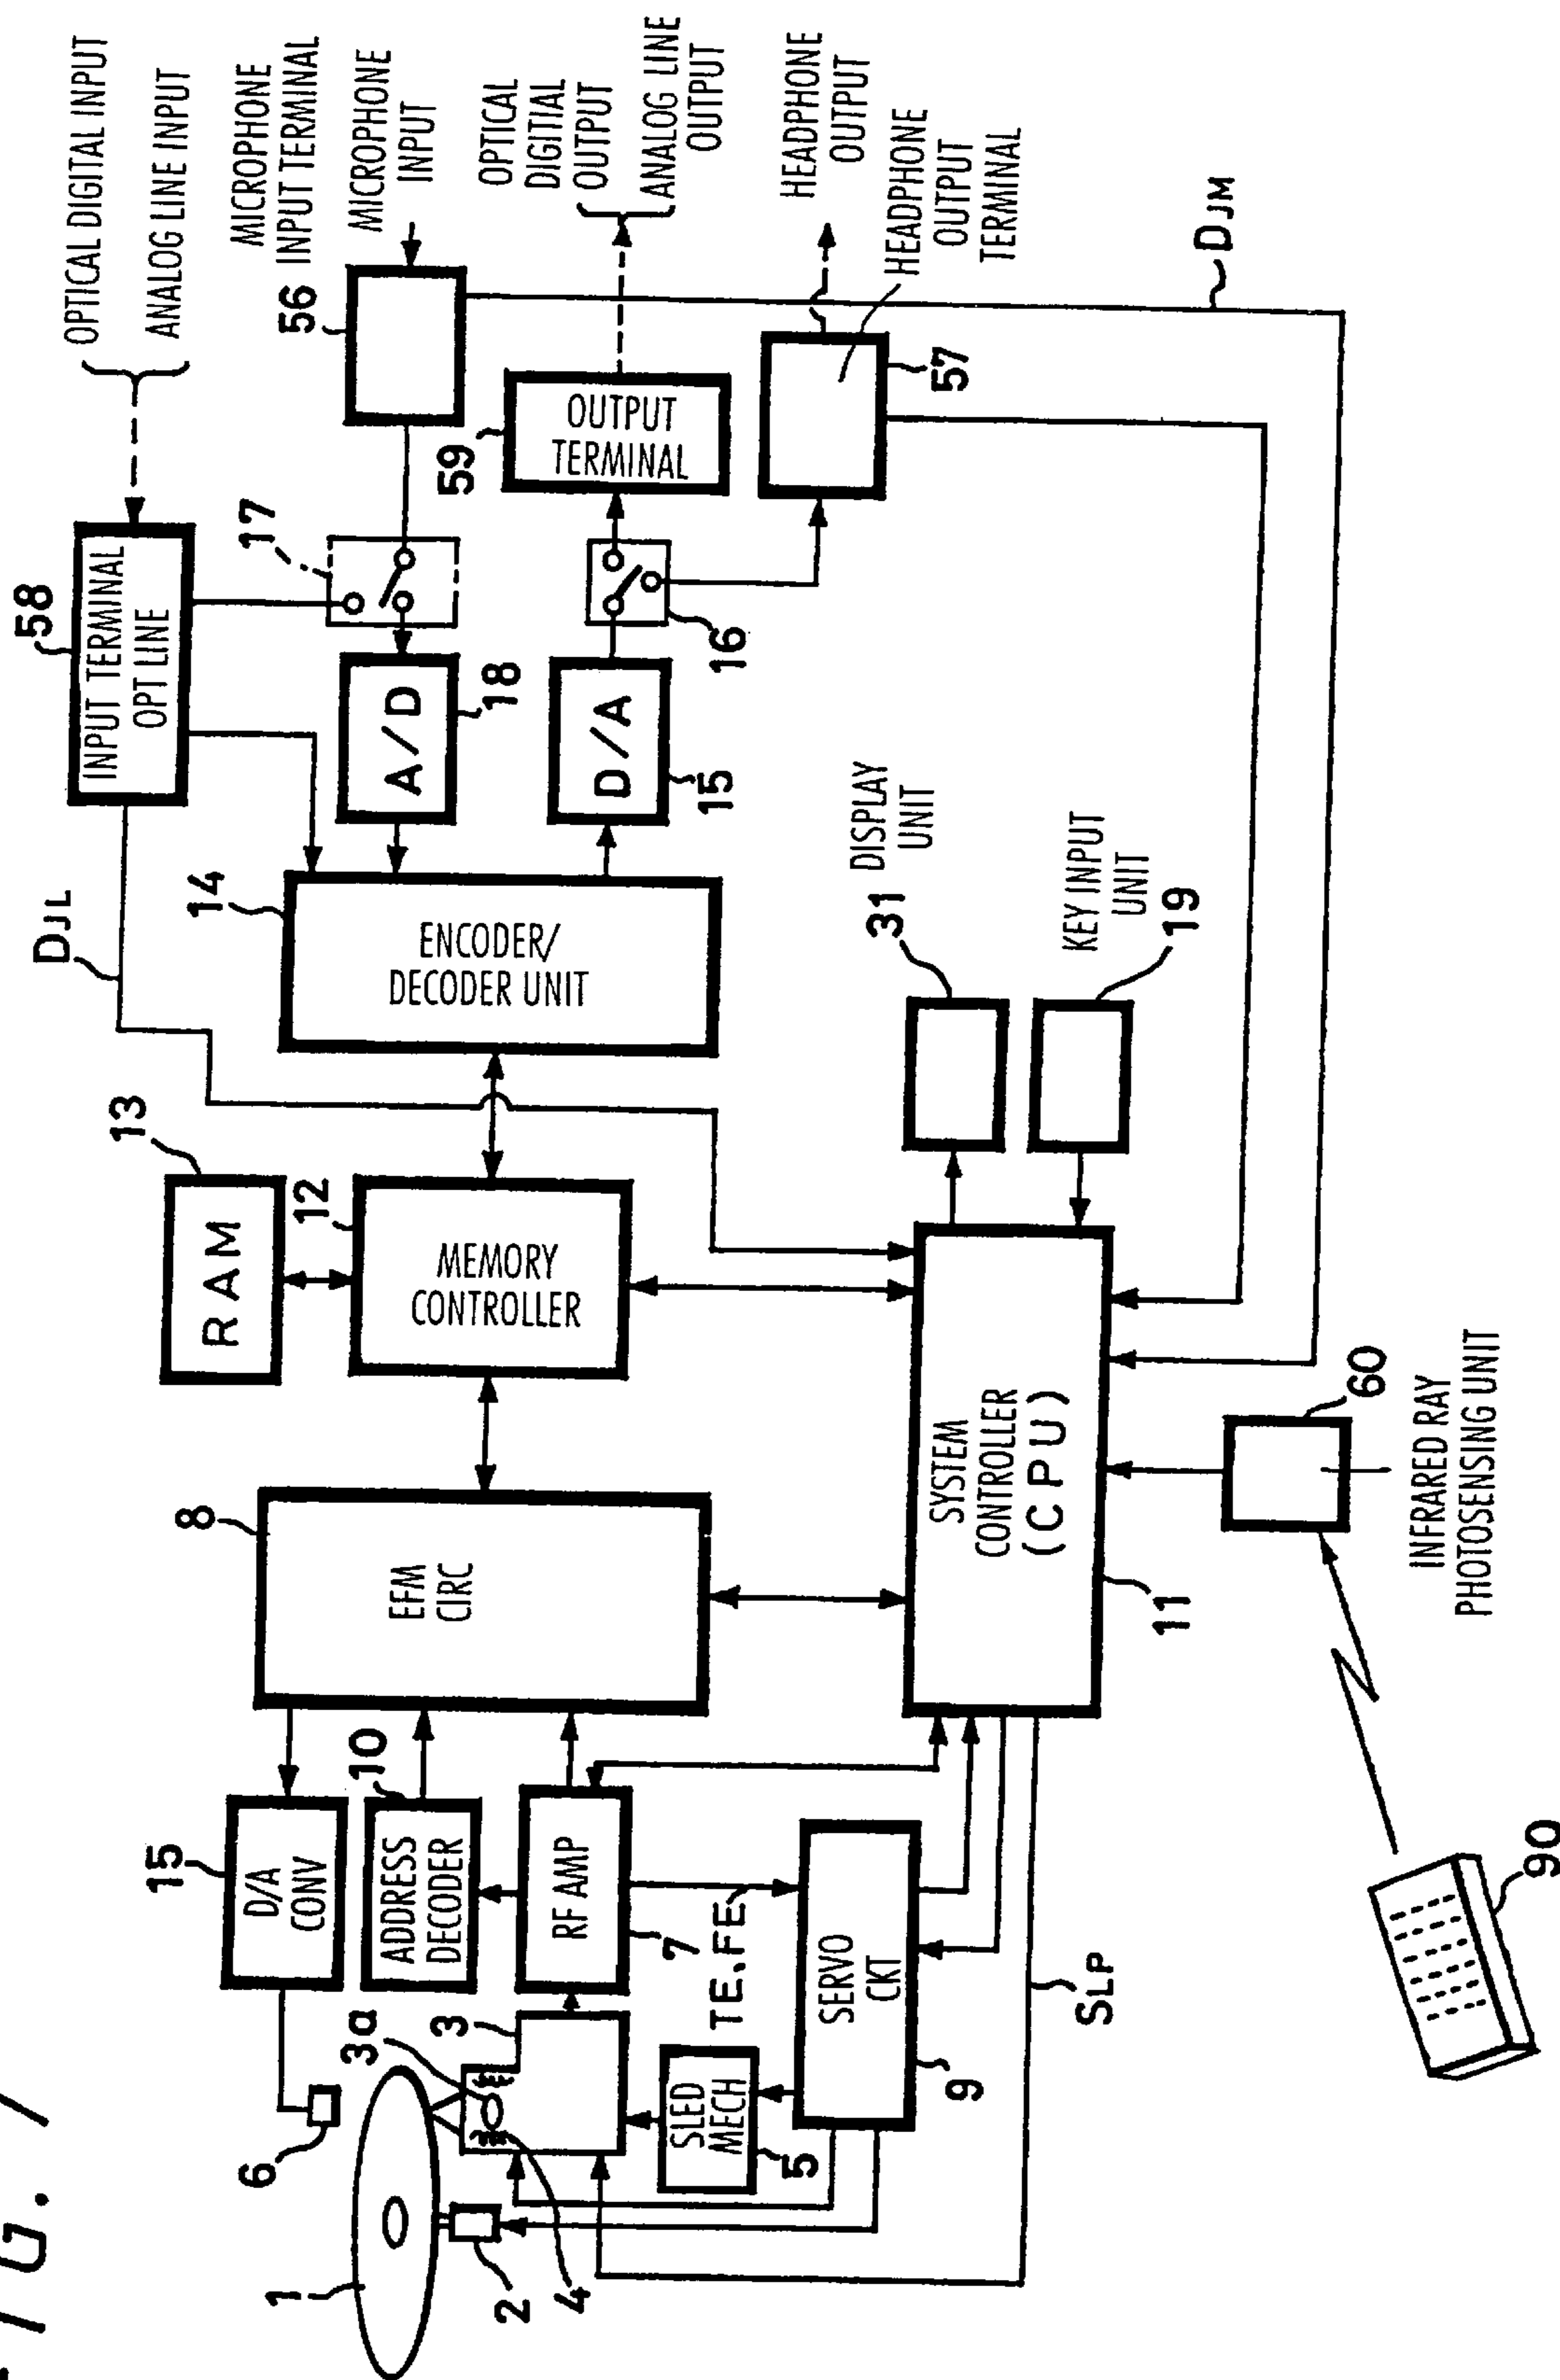 FIG. 7
OPTICAL DIGITAL INPUT
ANALOG LINE INPUT
MICROPHONE
INPUT TERMINAL
MICROPHONE
INPUT
OPTICAL
DIGITIAL
OUTPUT
ANALOG LINE
OUTPUT
HEADPHONE
OUTPUT
HEADPHONE
OUTPUT
TERMINAL
DJM
58
INPUT TERMINAL
OPT LINE
17
56
59
OUTPUT
TERMINAL
57
16
A/D
18
D/A
15
DJL
14
ENCODER/
DECODER UNIT
31
DISPLAY
UNIT
KEY INPUT
UNIT
19
13
RAM
12
MEMORY
CONTROLLER
8
EFM
CIRC
SYSTEM
CONTROLLER
(CPU)
11
60
INFRARED RAY
PHOTOSENSING UNIT
90
15
D/A
CONV
10
ADDRESS
DECODER
RF AMP
7
TE.FE
SERVO
CKT
9
SLP
3a
3
SLED
MECH
5
6
1
2
4